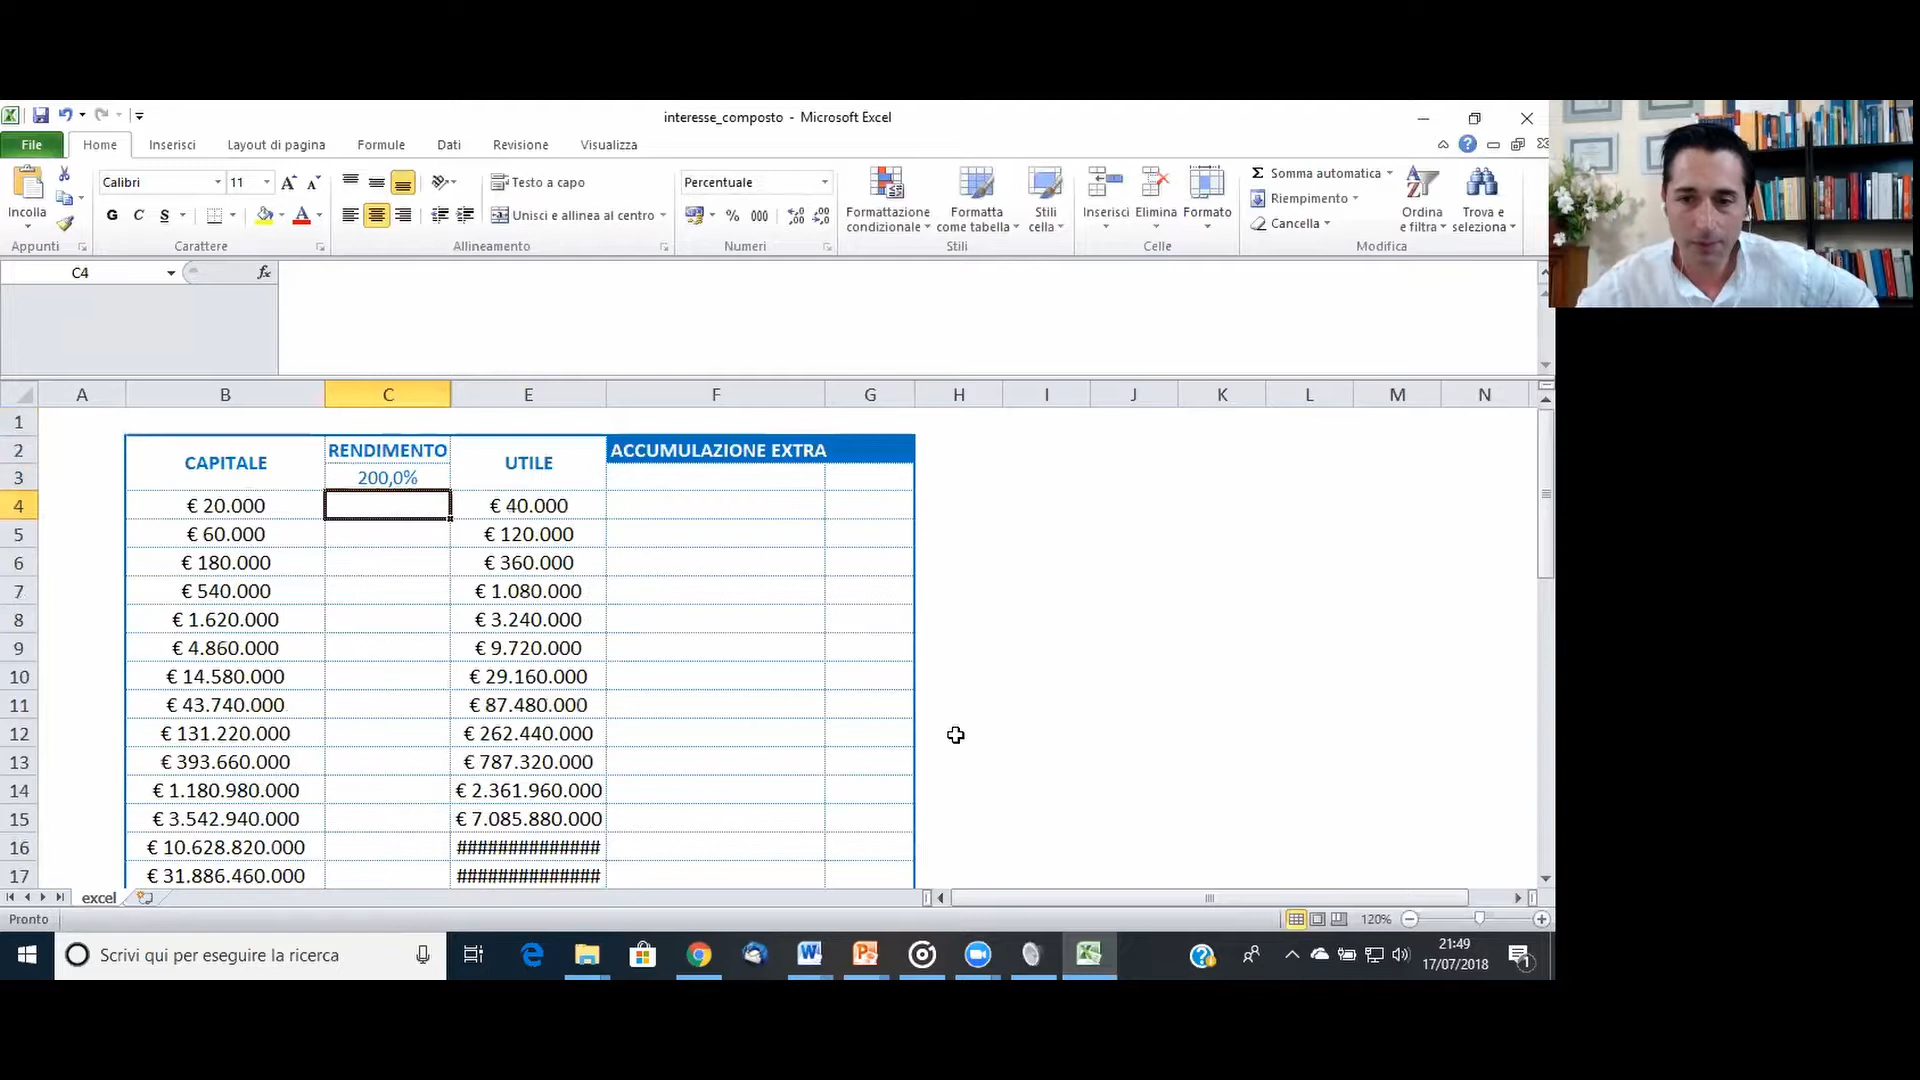 interesse_composto - Microsoft Excel
File Home Inserisci Layout di pagina Formule Dati Revisione Visualizza
Incolla
Calibri 11
G C S
Testo a capo
Unisci e allinea al centro
Percentuale
% 000
Formattazione condizionale
Formatta come tabella
Stili cella
Inserisci Elimina Formato
Σ Somma automatica
Riempimento
Cancella
Ordina e filtra
Trova e seleziona
Appunti Carattere Allineamento Numeri Stili Celle Modifica
C4 fx
A B C E F G H I J K L M N
1
2 CAPITALE RENDIMENTO UTILE ACCUMULAZIONE EXTRA
3 200,0%
4 € 20.000 € 40.000
5 € 60.000 € 120.000
6 € 180.000 € 360.000
7 € 540.000 € 1.080.000
8 € 1.620.000 € 3.240.000
9 € 4.860.000 € 9.720.000
10 € 14.580.000 € 29.160.000
11 € 43.740.000 € 87.480.000
12 € 131.220.000 € 262.440.000
13 € 393.660.000 € 787.320.000
14 € 1.180.980.000 € 2.361.960.000
15 € 3.542.940.000 € 7.085.880.000
16 € 10.628.820.000 ##############
17 € 31.886.460.000 ##############
excel
Pronto 120%
Scrivi qui per eseguire la ricerca
21:49
17/07/2018
1